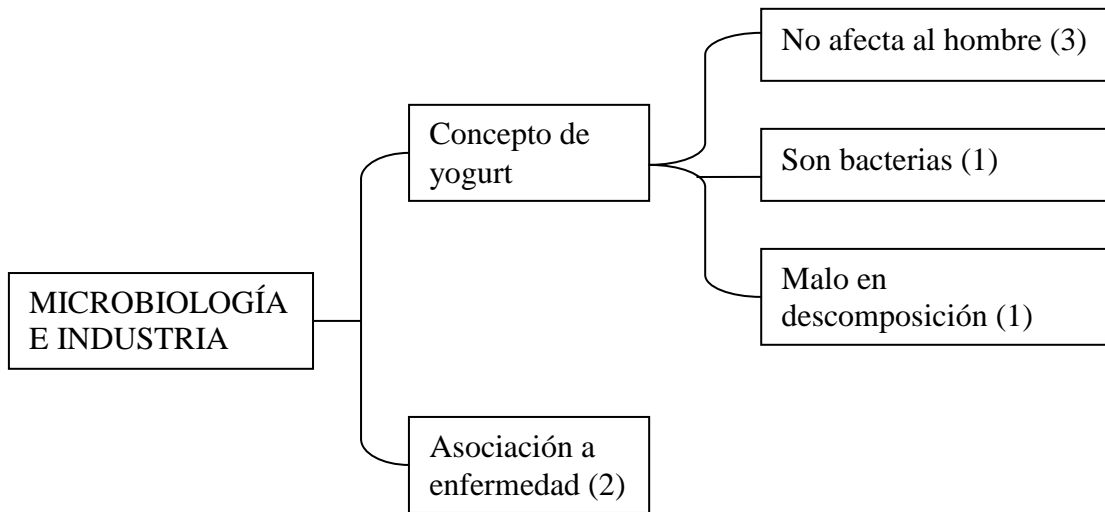 MICROBIOLOGÍA
E INDUSTRIA
Concepto de
yogurt
No afecta al hombre (3)
Son bacterias (1)
Malo en
descomposición (1)
Asociación a
enfermedad (2)